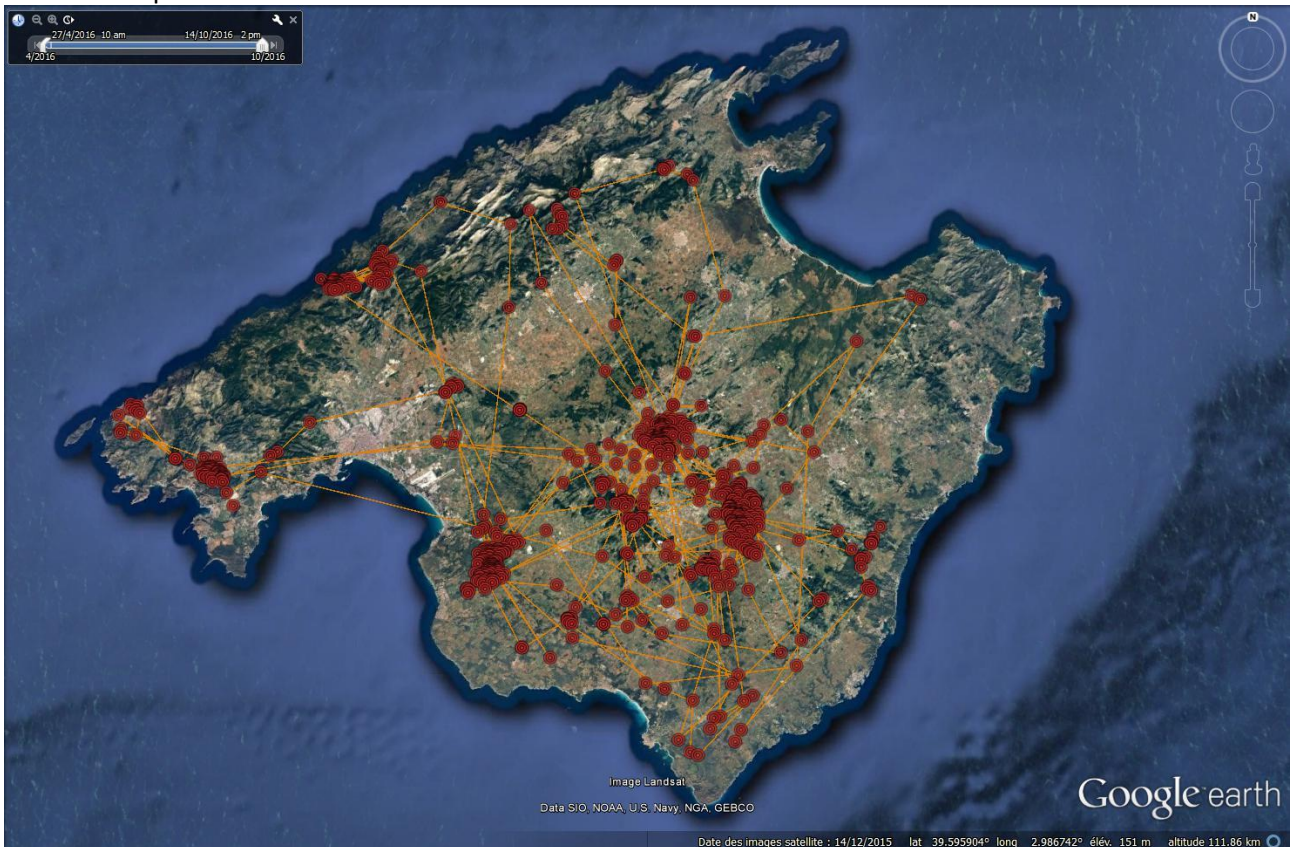 27/4/2016 10 am 14/10/2016 2 pm
4/2016 10/2016
N
Image Landsat
Data SIO, NOAA, U.S. Navy, NGA, GEBCO
Google earth
Date des images satellite : 14/12/2015 lat 39.595904° long 2.986742° élév. 151 m altitude 111.86 km